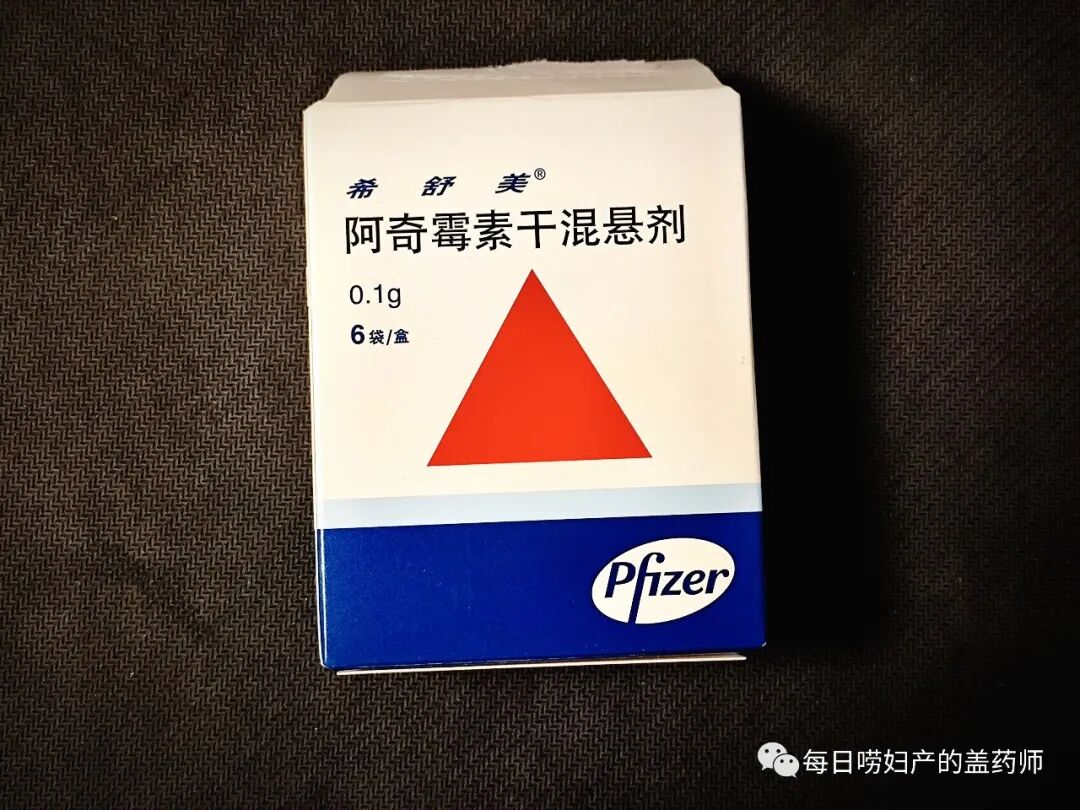 希舒美®
阿奇霉素干混悬剂
0.1g
6袋/盒
Pfizer
每日唠妇产的盖药师